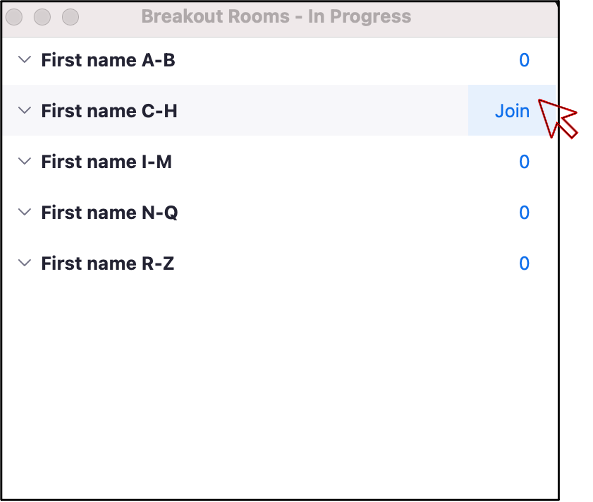 Breakout Rooms - In Progress
First name A-B 0
First name C-H Join
First name I-M 0
First name N-Q 0
First name R-Z 0